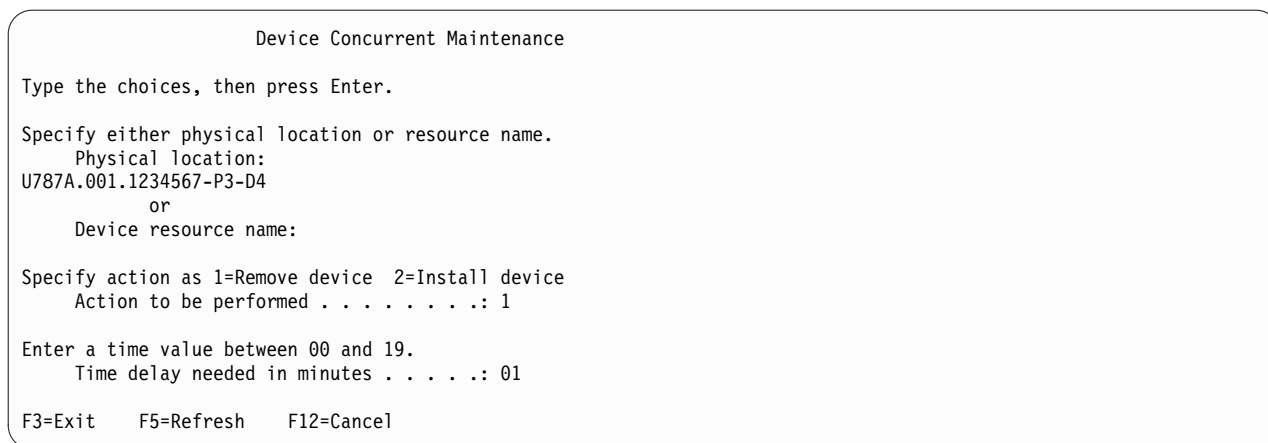 Device Concurrent Maintenance
Type the choices, then press Enter.
Specify either physical location or resource name.
Physical location:
U787A.001.1234567-P3-D4
or
Device resource name:
Specify action as 1=Remove device 2=Install device
Action to be performed . . . . . . . .: 1
Enter a time value between 00 and 19.
Time delay needed in minutes . . . . .: 01
F3=Exit F5=Refresh F12=Cancel